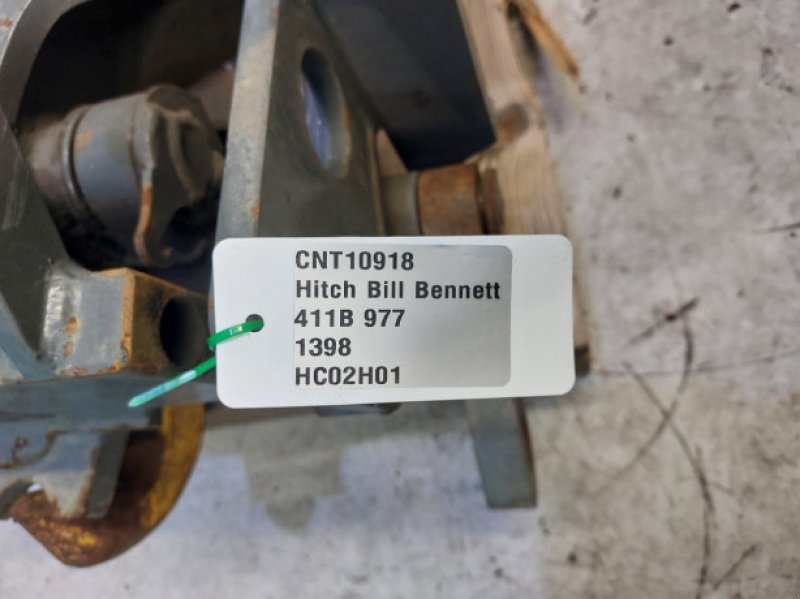 CNT10918
Hitch Bill Bennett
411B 977
1398
HC02H01